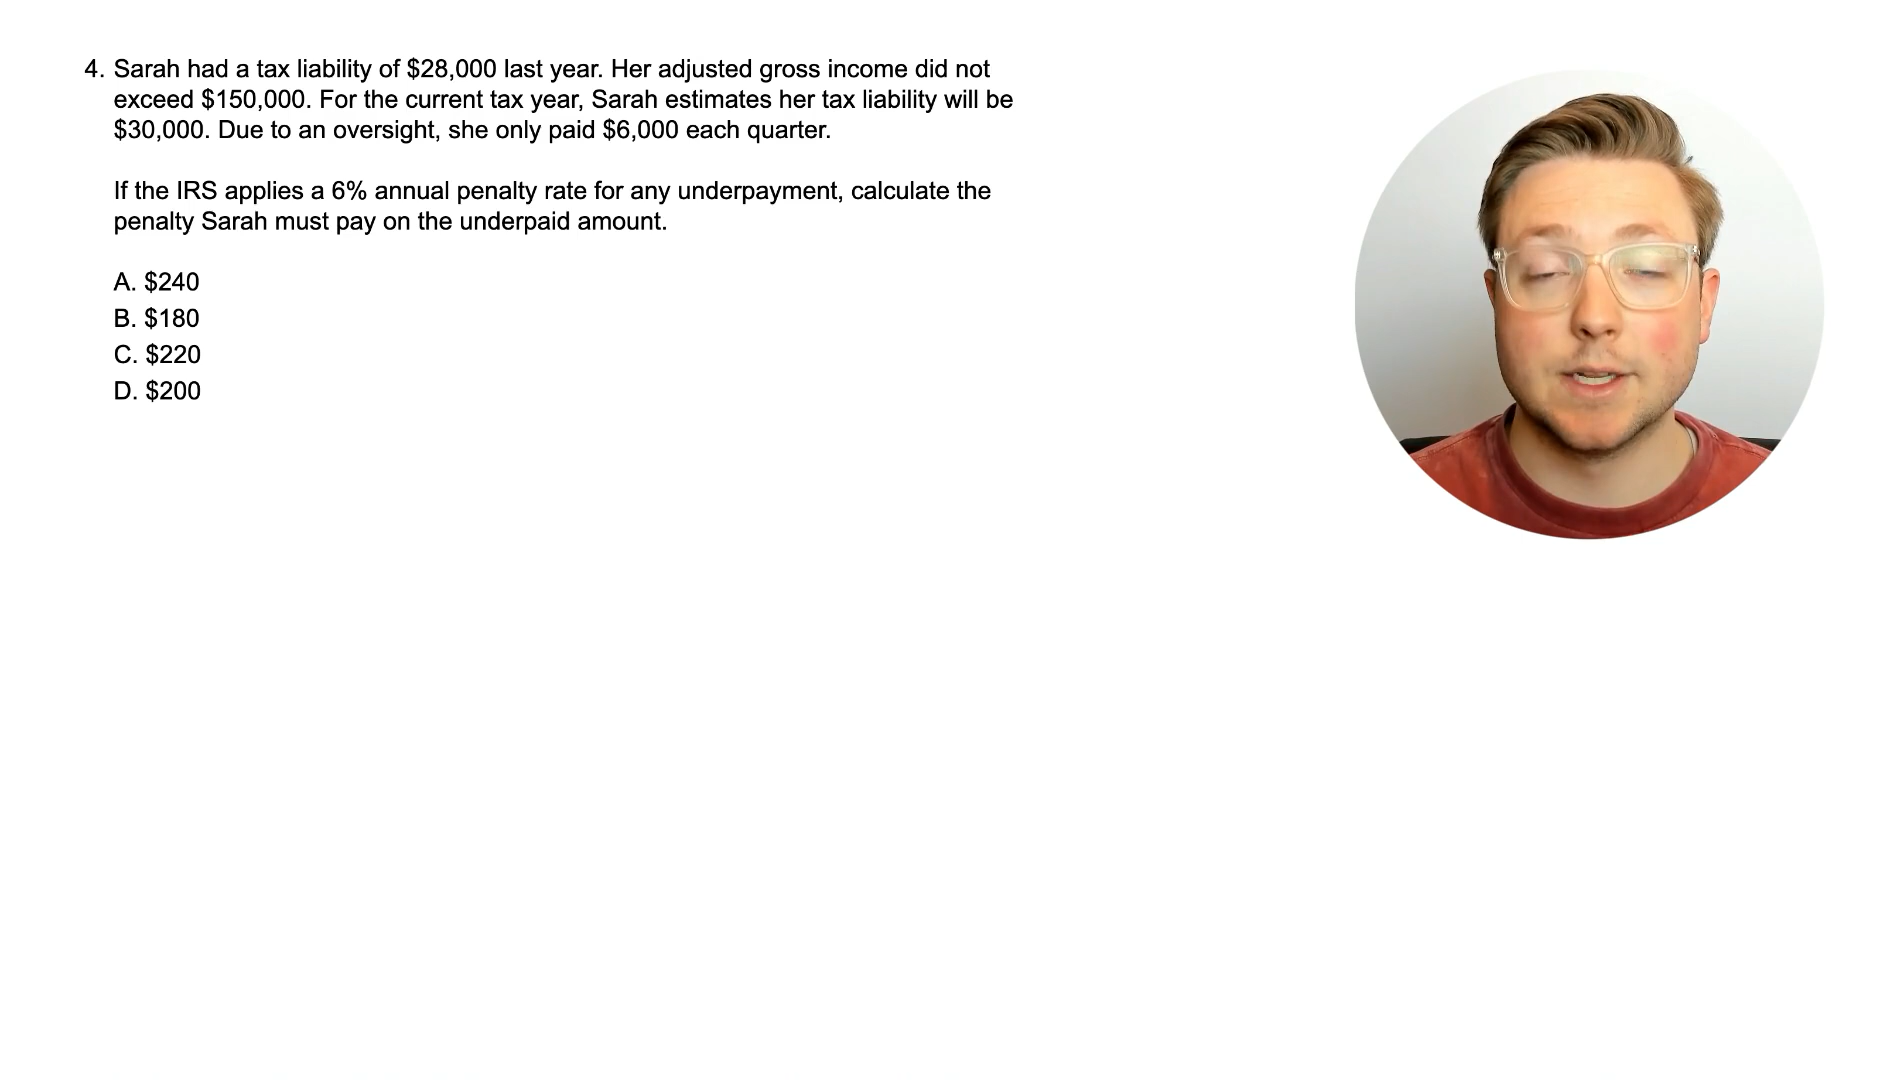 4. Sarah had a tax liability of $28,000 last year. Her adjusted gross income did not
exceed $150,000. For the current tax year, Sarah estimates her tax liability will be
$30,000. Due to an oversight, she only paid $6,000 each quarter.
If the IRS applies a 6% annual penalty rate for any underpayment, calculate the
penalty Sarah must pay on the underpaid amount.
A. $240
B. $180
C. $220
D. $200